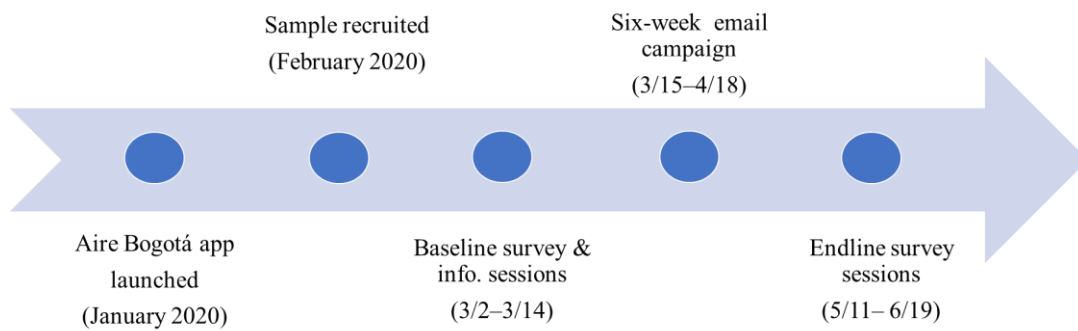 Aire Bogotá app
launched
(January 2020)
Sample recruited
(February 2020)
Baseline survey &
info. sessions
(3/2–3/14)
Six-week email
campaign
(3/15–4/18)
Endline survey
sessions
(5/11– 6/19)